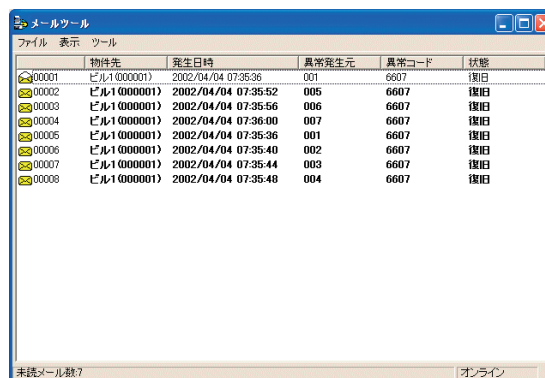 メールツール
ファイル 表示 ツール
物件先 発生日時 異常発生元 異常コード 状態
00001 ビル1(000001) 2002/04/04 07:35:36 001 6607 復旧
00002 ビル1(000001) 2002/04/04 07:35:52 005 6607 復旧
00003 ビル1(000001) 2002/04/04 07:35:56 006 6607 復旧
00004 ビル1(000001) 2002/04/04 07:36:00 007 6607 復旧
00005 ビル1(000001) 2002/04/04 07:35:36 001 6607 復旧
00006 ビル1(000001) 2002/04/04 07:35:40 002 6607 復旧
00007 ビル1(000001) 2002/04/04 07:35:44 003 6607 復旧
00008 ビル1(000001) 2002/04/04 07:35:48 004 6607 復旧
未読メール数:7 オンライン